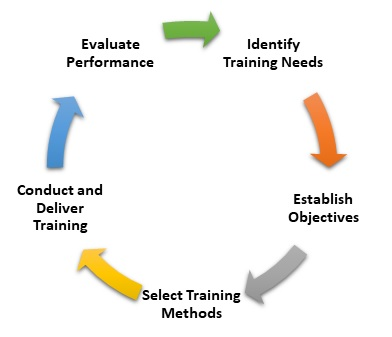 Identify
Training Needs
Establish
Objectives
Select Training
Methods
Conduct and
Deliver
Training
Evaluate
Performance